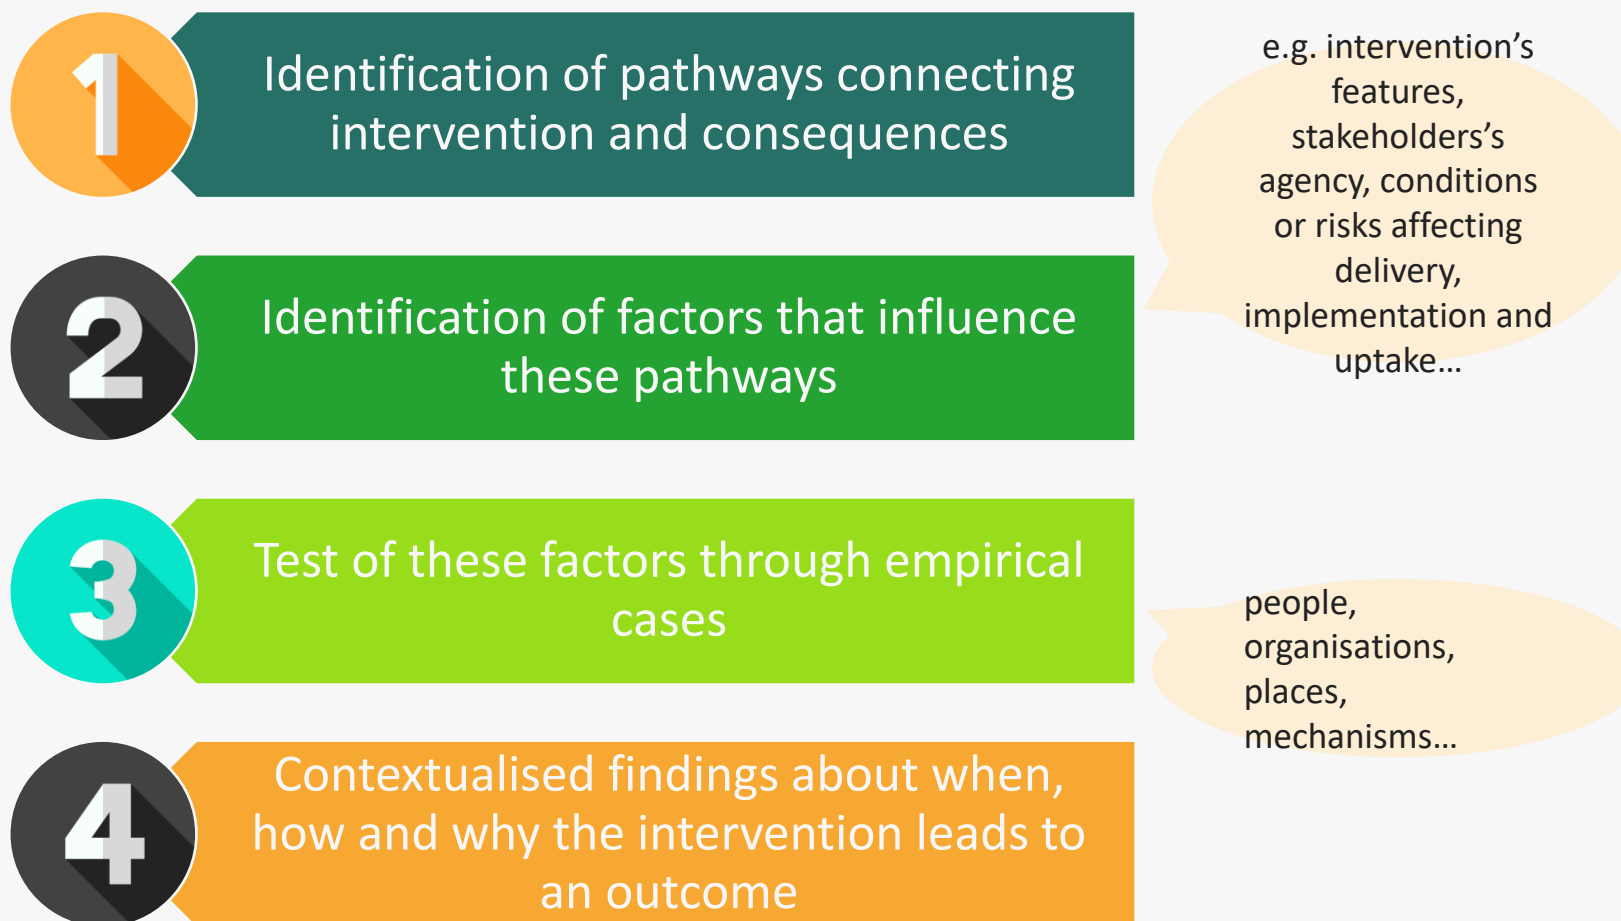 1
Identification of pathways connecting
intervention and consequences
e.g. intervention’s
features,
stakeholders’s
agency, conditions
or risks affecting
delivery,
implementation and
uptake…
2
Identification of factors that influence
these pathways
3
Test of these factors through empirical
cases
people,
organisations,
places,
mechanisms…
4
Contextualised findings about when,
how and why the intervention leads to
an outcome